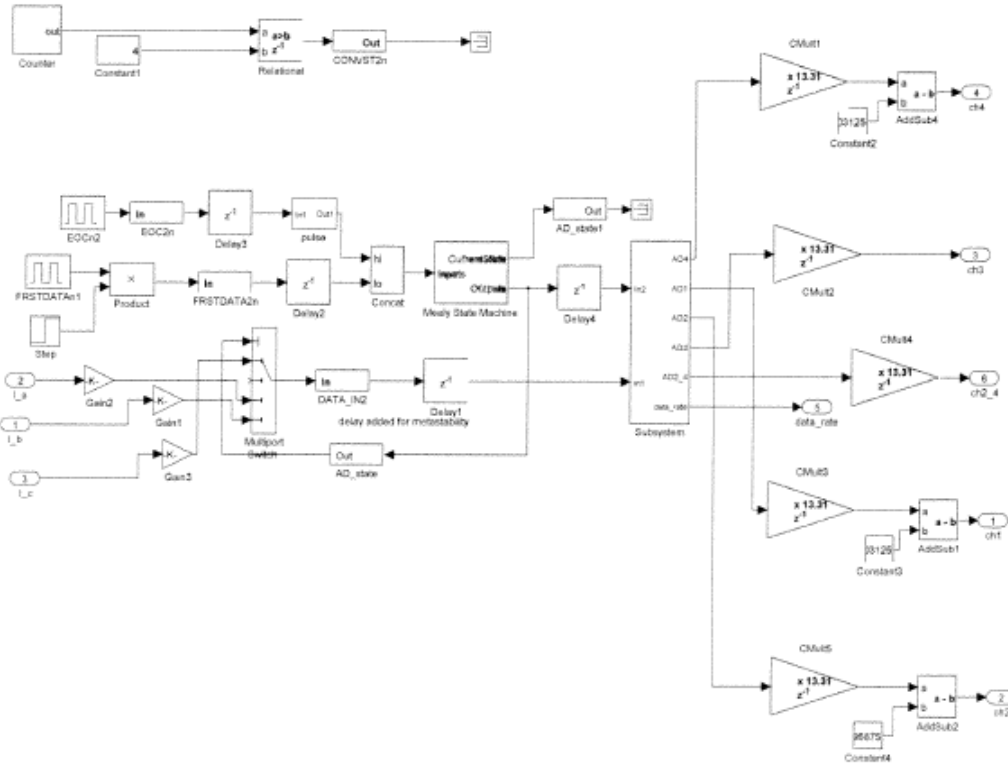 out
Counter
4
Constant1
a
a>b
b
z⁻¹
Relational
Out
CONVST2n
CMult1
x 13.31
z⁻¹
a
a - b
b
AddSub4
4
ch4
03125
Constant2
EOCn2
In
EOC2n
z⁻¹
Delay3
In1
Out1
pulse
Out
AD_state1
FRSTDATAn1
Product
In
FRSTDATA2n
z⁻¹
Delay2
hi
lo
Concat
Inputs
Mealy State Machine
z⁻¹
Delay4
In2
AD4
AD1
AD2
AD3
AD2_4
data_rate
In1
Subsystem
x 13.31
z⁻¹
CMult2
3
ch3
Step
2
I_a
-K-
Gain2
1
I_b
-K-
Gain1
3
I_c
-K-
Gain3
Multiport
Switch
In
DATA_IN2
z⁻¹
Delay1
delay added for metastability
Out
AD_state
CMult4
x 13.31
z⁻¹
6
ch2_4
5
data_rate
CMult3
x 13.31
z⁻¹
a
a - b
b
AddSub1
1
ch1
03125
Constant3
CMult5
x 13.31
z⁻¹
a
a - b
b
AddSub2
2
ch2
Constant4